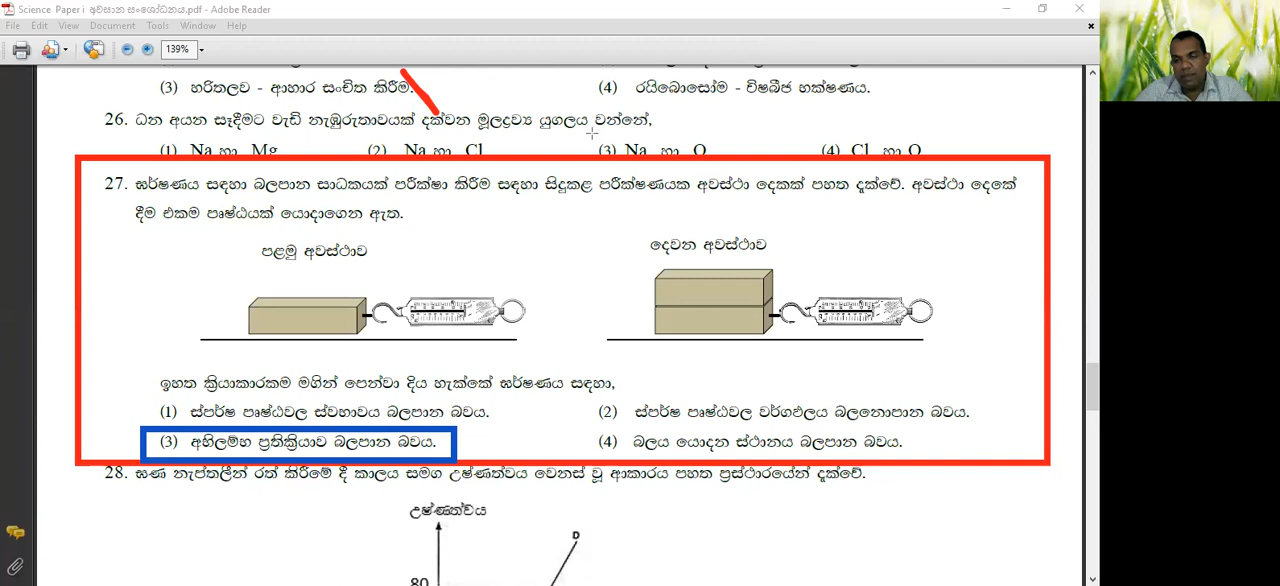 Science Paper i අවසාන සංශෝධනය.pdf - Adobe Reader
File Edit View Document Tools Window Help
139%
(3) හරිතලව - ආහාර සංචිත කිරීම.
(4) රයිබොසෝම - විෂබීජ භක්ෂණය.
26. ධන අයන සෑදීමට වැඩි නැඹුරුතාවයක් දක්වන මූලද්‍රව්‍ය යුගලය වන්නේ,
(1) Na හා Mg
(2) Na හා Cl
(3) Na හා O
(4) Cl හා O
27. ඝර්ෂණය සඳහා බලපාන සාධකයක් පරීක්ෂා කිරීම සඳහා සිදුකළ පරීක්ෂණයක අවස්ථා දෙකක් පහත දැක්වේ. අවස්ථා දෙකේ
දීම එකම පෘෂ්ඨයක් යොදාගෙන ඇත.
පළමු අවස්ථාව
දෙවන අවස්ථාව
ඉහත ක්‍රියාකාරකම මගින් පෙන්වා දිය හැක්කේ ඝර්ෂණය සඳහා,
(1) ස්පර්ෂ පෘෂ්ඨවල ස්වභාවය බලපාන බවය.
(2) ස්පර්ෂ පෘෂ්ඨවල වර්ගඵලය බලනොපාන බවය.
(3) අභිලම්භ ප්‍රතික්‍රියාව බලපාන බවය.
(4) බලය යොදන ස්ථානය බලපාන බවය.
28. ඝණ නැප්තලීන් රත් කිරීමේ දී කාලය සමග උෂ්ණත්වය වෙනස් වූ ආකාරය පහත ප්‍රස්ථාරයේන් දැක්වේ.
උෂ්ණත්වය
D
80